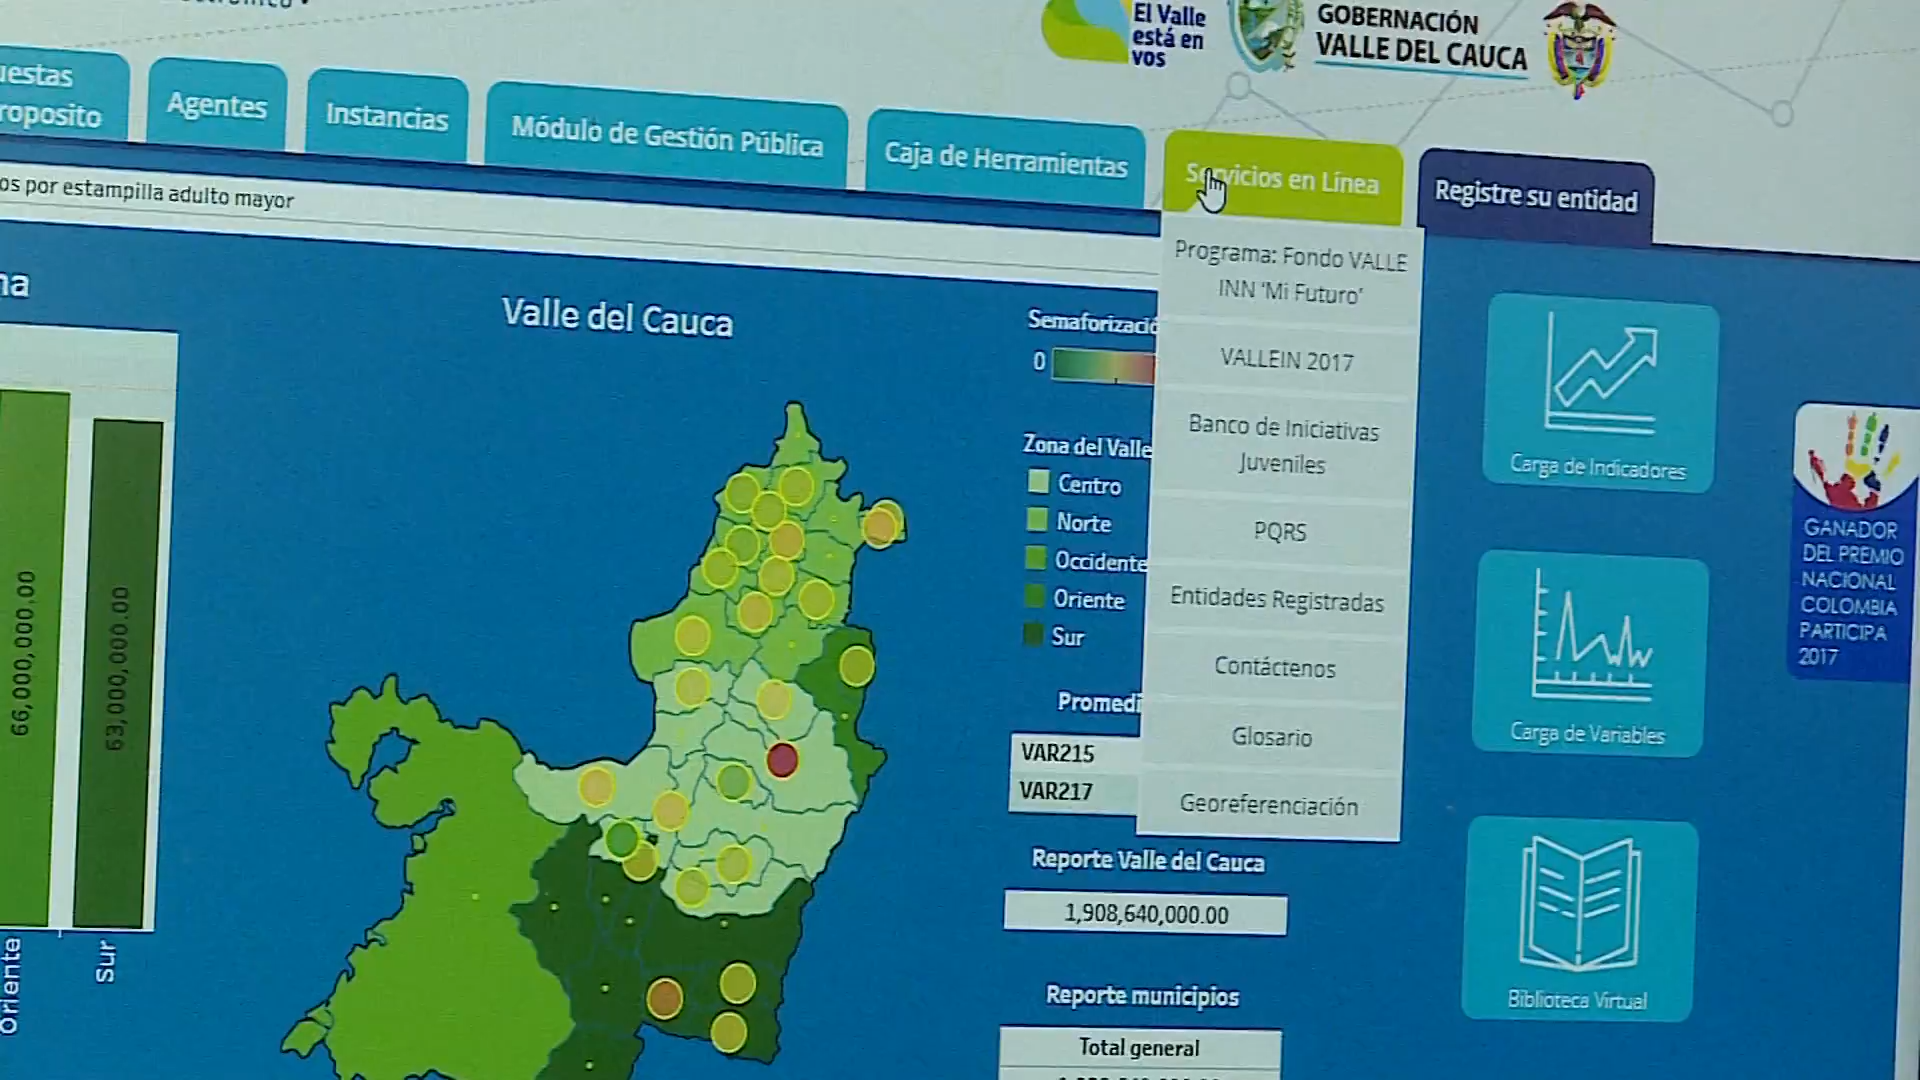 El Valle
está en
vos
GOBERNACIÓN
VALLE DEL CAUCA
Agentes
Instancias
Módulo de Gestión Pública
Caja de Herramientas
Servicios en Línea
Registre su entidad
os por estampilla adulto mayor
Programa: Fondo VALLE
INN 'Mi Futuro'
VALLEIN 2017
Banco de Iniciativas
Juveniles
PQRS
Entidades Registradas
Contáctenos
Glosario
Georeferenciación
Valle del Cauca
Semaforizació
0
Zona del Valle
Centro
Norte
Occidente
Oriente
Sur
Promedi
VAR215
VAR217
Reporte Valle del Cauca
1,908,640,000.00
Reporte municipios
Total general
66,000,000.00
63,000,000.00
Oriente
Sur
Carga de Indicadores
Carga de Variables
Biblioteca Virtual
GANADOR
DEL PREMIO
NACIONAL
COLOMBIA
PARTICIPA
2017